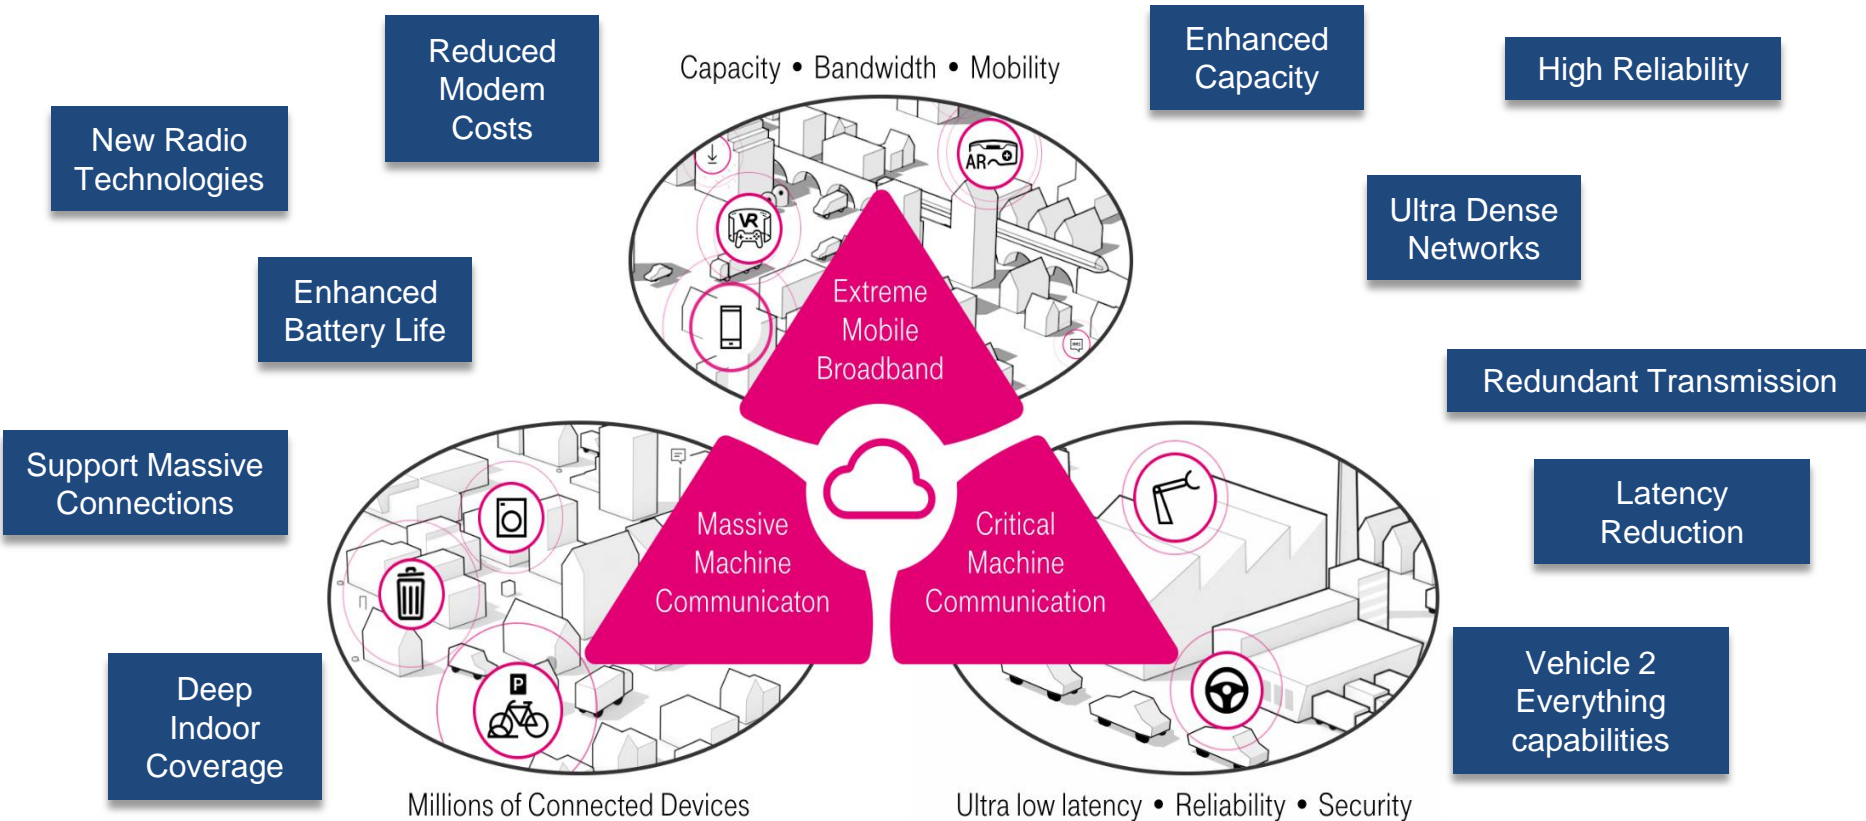 Reduced
Modem
Costs
Capacity • Bandwidth • Mobility
Enhanced
Capacity
High Reliability
New Radio
Technologies
AR
VR
Ultra Dense
Networks
Enhanced
Battery Life
Extreme
Mobile
Broadband
Redundant Transmission
Support Massive
Connections
Latency
Reduction
Massive
Machine
Communicaton
Critical
Machine
Communication
P
Deep
Indoor
Coverage
Vehicle 2
Everything
capabilities
Millions of Connected Devices
Ultra low latency • Reliability • Security